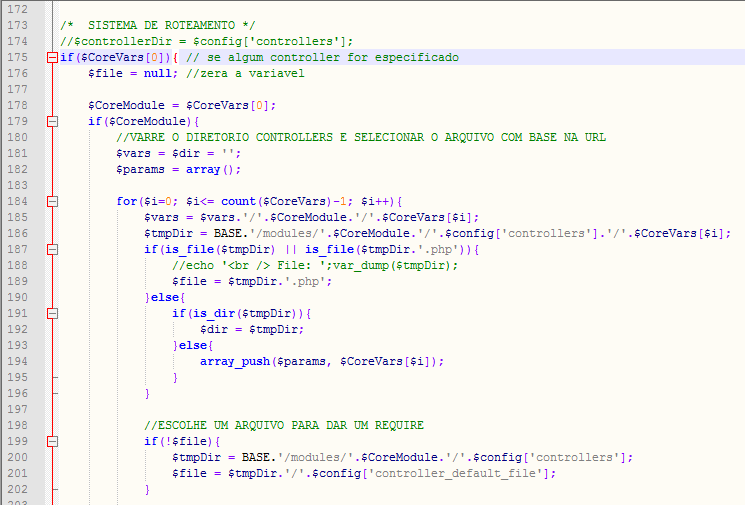 172
173 /*  SISTEMA DE ROTEAMENTO */
174 //$controllerDir = $config['controllers'];
175 if($CoreVars[0]){ // se algum controller for especificado
176     $file = null; //zera a variavel
177
178     $CoreModule = $CoreVars[0];
179     if($CoreModule){
180         //VARRE O DIRETORIO CONTROLLERS E SELECIONAR O ARQUIVO COM BASE NA URL
181         $vars = $dir = '';
182         $params = array();
183
184         for($i=0; $i<= count($CoreVars)-1; $i++){
185             $vars = $vars.'/'.$CoreModule.'/'.$CoreVars[$i];
186             $tmpDir = BASE.'/modules/'.$CoreModule.'/'.$config['controllers'].'/'.$CoreVars[$i];
187             if(is_file($tmpDir) || is_file($tmpDir.'.php')){
188                 //echo '<br /> File: ';var_dump($tmpDir);
189                 $file = $tmpDir.'.php';
190             }else{
191                 if(is_dir($tmpDir)){
192                     $dir = $tmpDir;
193                 }else{
194                     array_push($params, $CoreVars[$i]);
195                 }
196             }
197
198             //ESCOLHE UM ARQUIVO PARA DAR UM REQUIRE
199             if(!$file){
200                 $tmpDir = BASE.'/modules/'.$CoreModule.'/'.$config['controllers'];
201                 $file = $tmpDir.'/'.$config['controller_default_file'];
202             }